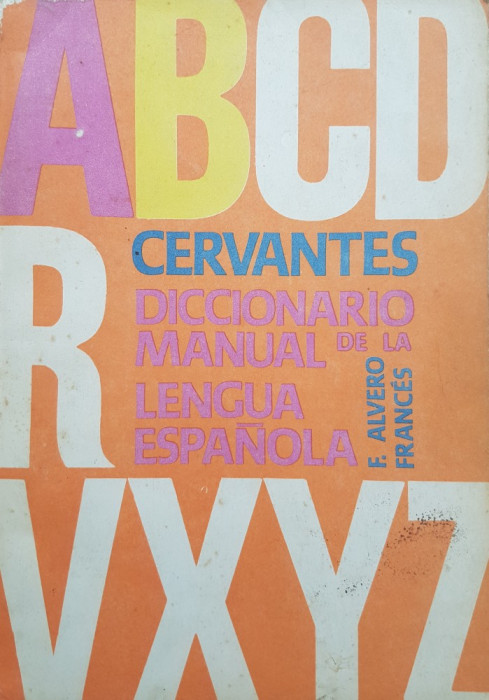 ABCD
R
CERVANTES
DICCIONARIO
MANUAL DE LA
LENGUA
ESPAÑOLA
F. ALVERO
FRANCÉS
VXYZ